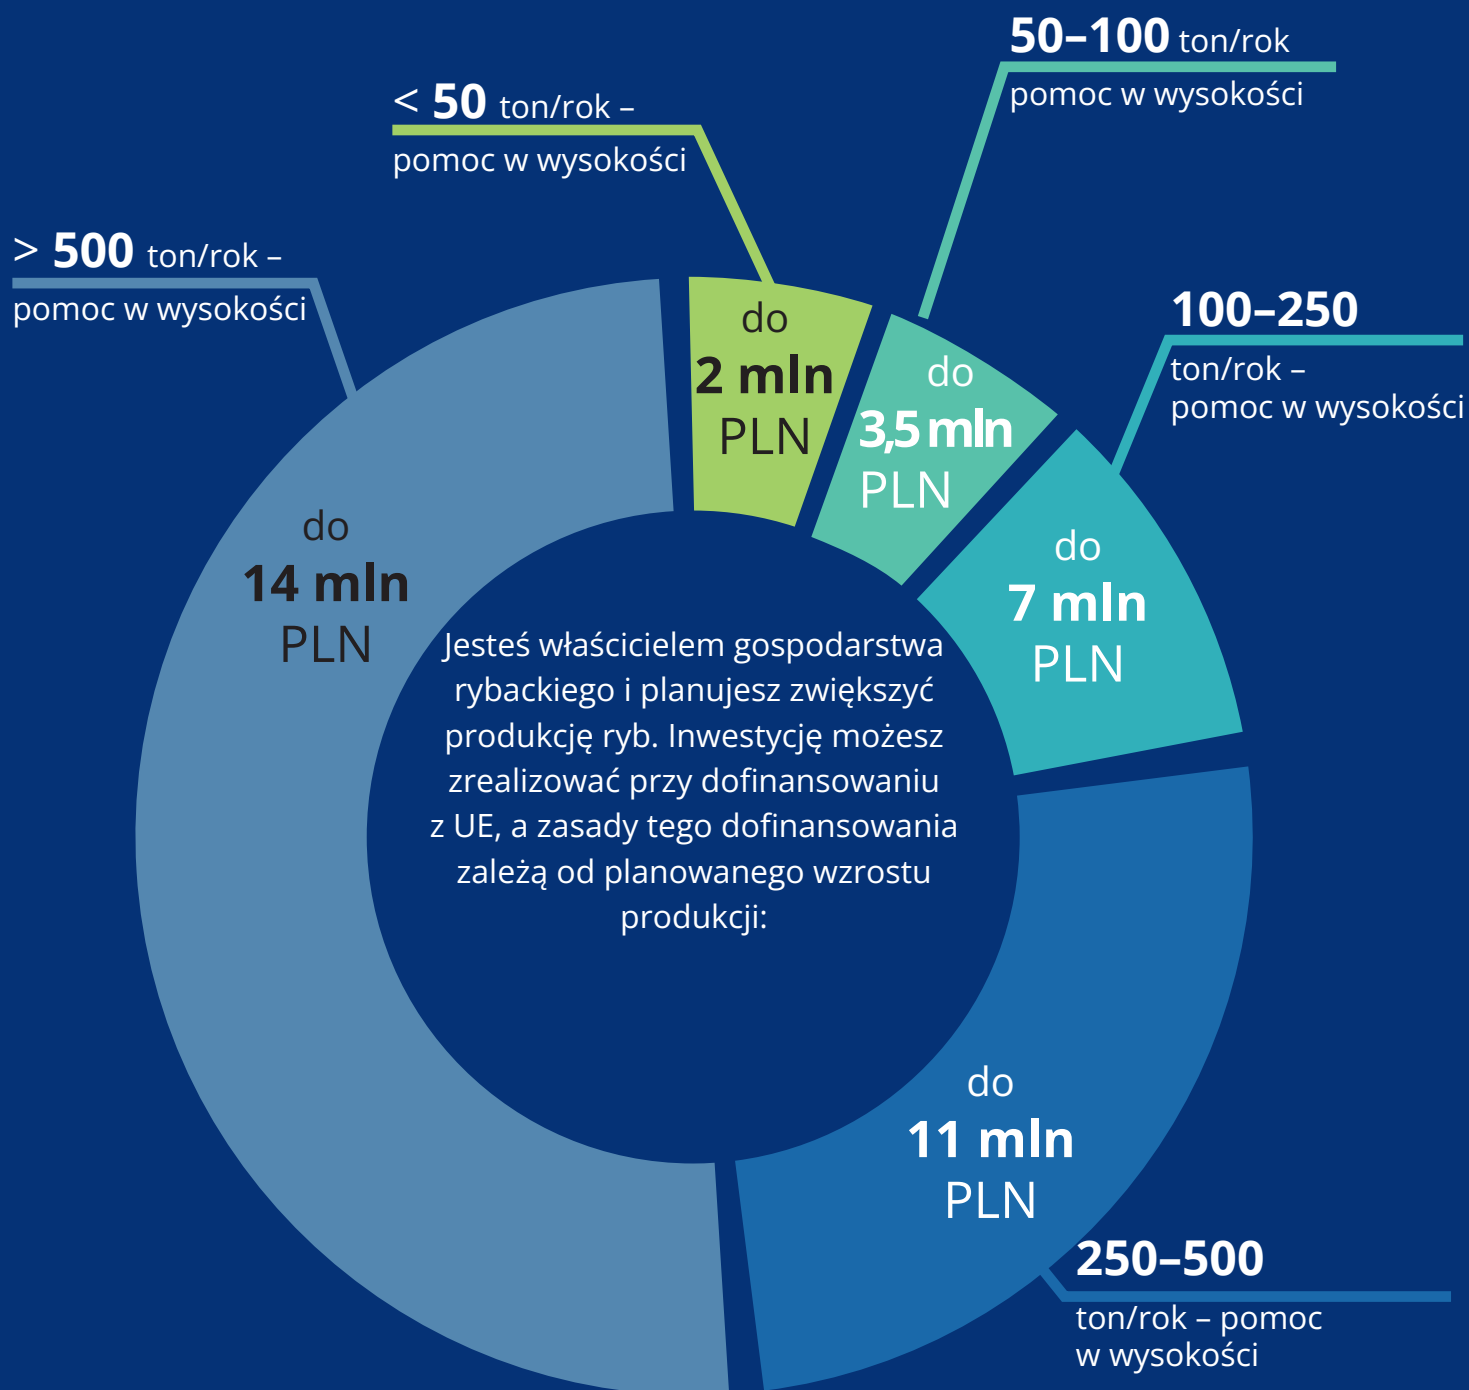 50–100 ton/rok
pomoc w wysokości
< 50 ton/rok –
pomoc w wysokości
> 500 ton/rok –
pomoc w wysokości
100–250
ton/rok –
pomoc w wysokości
do
2 mln
PLN
do
3,5 mln
PLN
do
7 mln
PLN
do
14 mln
PLN
Jesteś właścicielem gospodarstwa
rybackiego i planujesz zwiększyć
produkcję ryb. Inwestycję możesz
zrealizować przy dofinansowaniu
z UE, a zasady tego dofinansowania
zależą od planowanego wzrostu
produkcji:
do
11 mln
PLN
250–500
ton/rok – pomoc
w wysokości